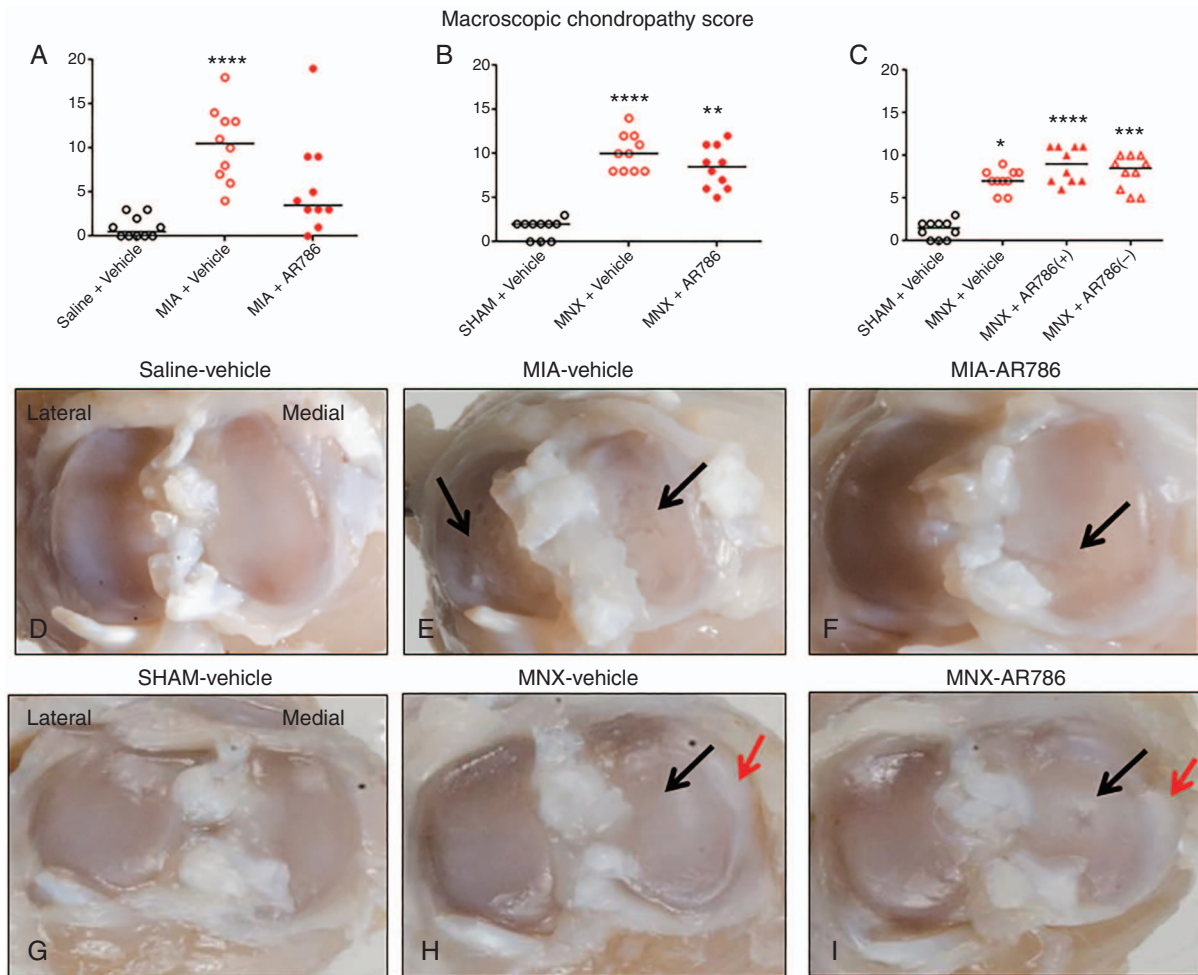 Macroscopic chondropathy score
A
B
C
20
15
10
5
0
****
Saline + Vehicle
MIA + Vehicle
MIA + AR786
20
15
10
5
0
****
**
SHAM + Vehicle
MNX + Vehicle
MNX + AR786
20
15
10
5
0
*
****
***
SHAM + Vehicle
MNX + Vehicle
MNX + AR786(+)
MNX + AR786(−)
Saline-vehicle
MIA-vehicle
MIA-AR786
Lateral
Medial
D
E
F
SHAM-vehicle
MNX-vehicle
MNX-AR786
Lateral
Medial
G
H
I